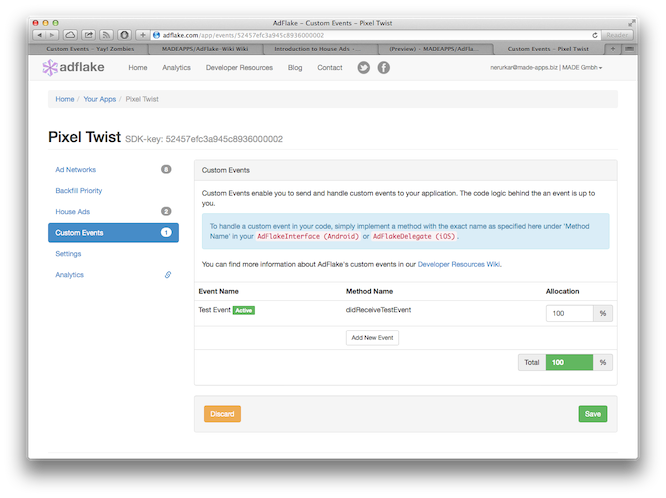 AdFlake – Custom Events – Pixel Twist
adflake.com/app/events/52457efc3a945c8936000002
Reader
Custom Events – Yay! Zombies
MADEAPPS/AdFlake-Wiki Wiki
Introduction to House Ads - ...
(Preview) – MADEAPPS/AdFla...
Custom Events – Pixel Twist
adflake
Home
Analytics
Developer Resources
Blog
Contact
nerurkar@made-apps.biz | MADE Gmbh
Home / Your Apps / Pixel Twist
Pixel Twist SDK-key: 52457efc3a945c8936000002
Ad Networks 8
Backfill Priority
House Ads 2
Custom Events 1
Settings
Analytics
Custom Events
Custom Events enable you to send and handle custom events to your application. The code logic behind the an event is up to
you.
To handle a custom event in your code, simply implement a method with the exact name as specified here under 'Method
Name' in your AdFlakeInterface (Android) or AdFlakeDelegate (iOS).
You can find more information about AdFlake's custom events in our Developer Resources Wiki.
Event Name Method Name Allocation
Test Event Active didReceiveTestEvent 100 %
Add New Event
Total 100 %
Discard
Save